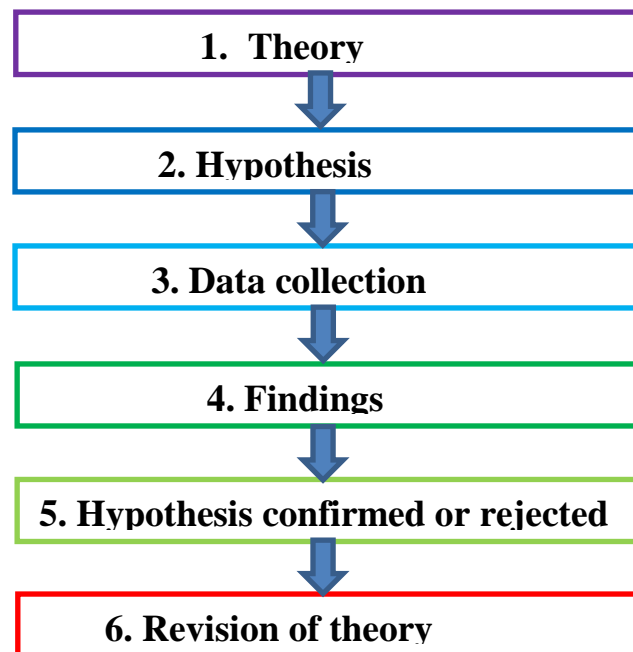 1. Theory
2. Hypothesis
3. Data collection
4. Findings
5. Hypothesis confirmed or rejected
6. Revision of theory